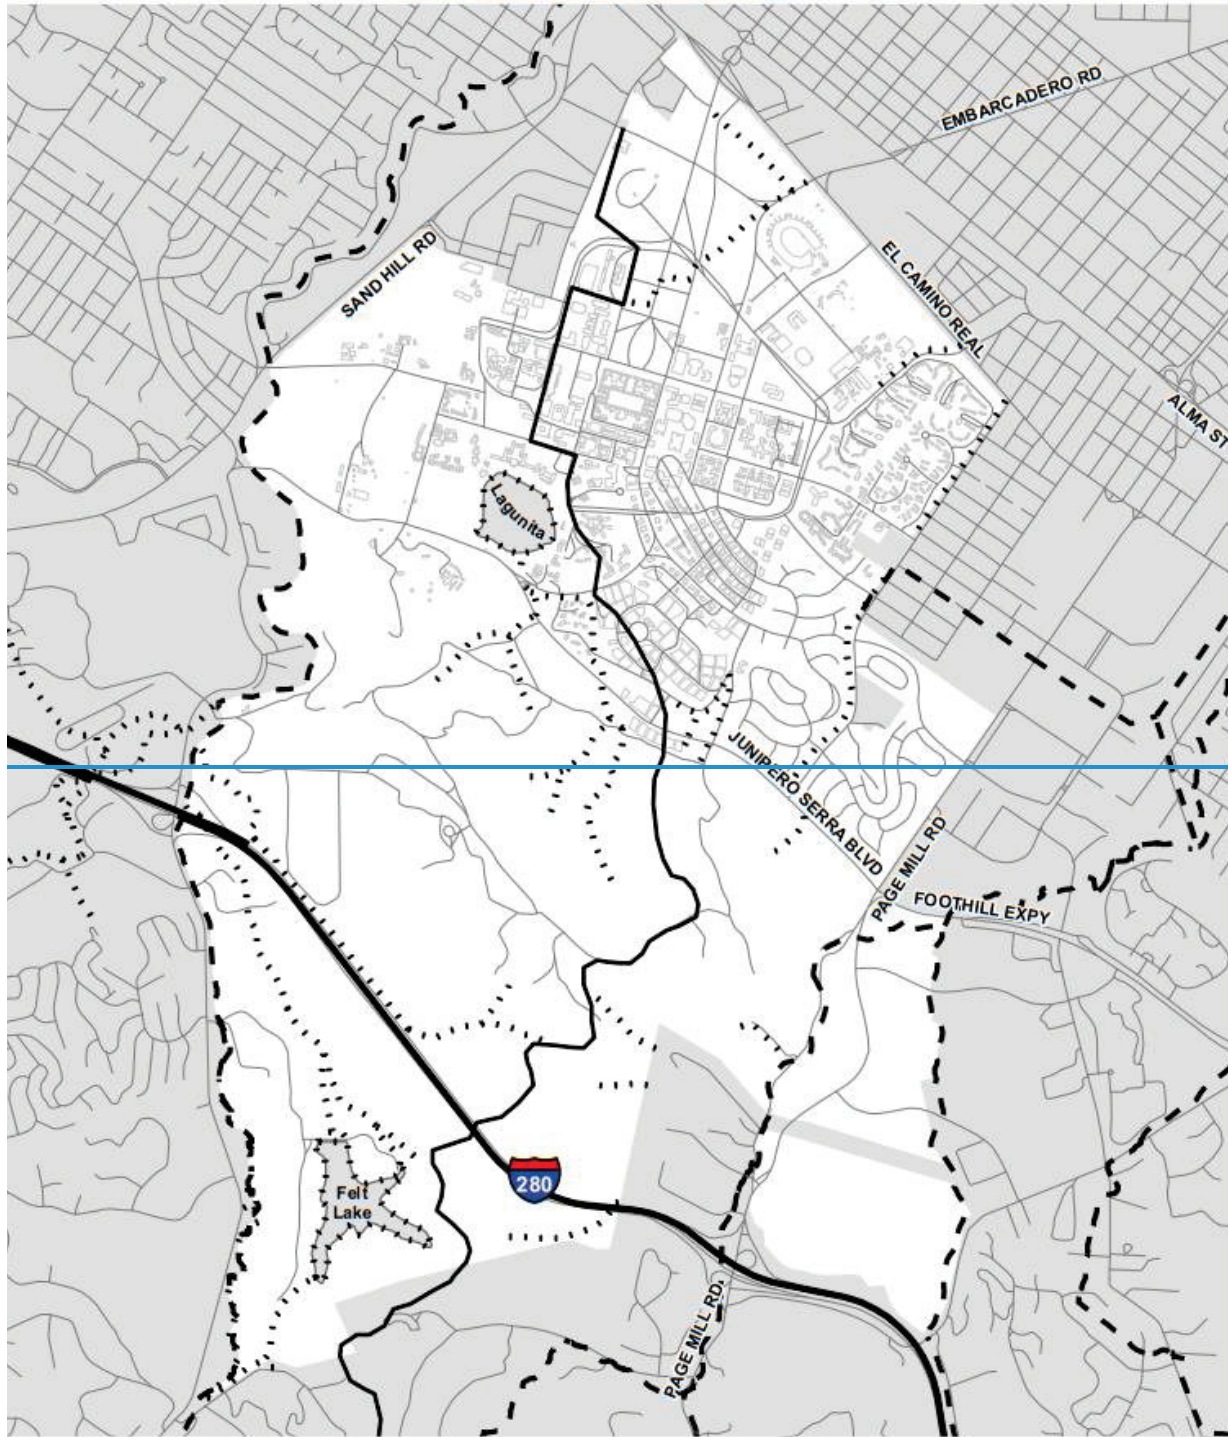 EMBARCADERO RD
SAND HILL RD
EL CAMINO REAL
ALMA ST
Lagunita
JUNIPERO SERRA BLVD
PAGE MILL RD
FOOTHILL EXPY
280
Felt
Lake
PAGE MILL RD